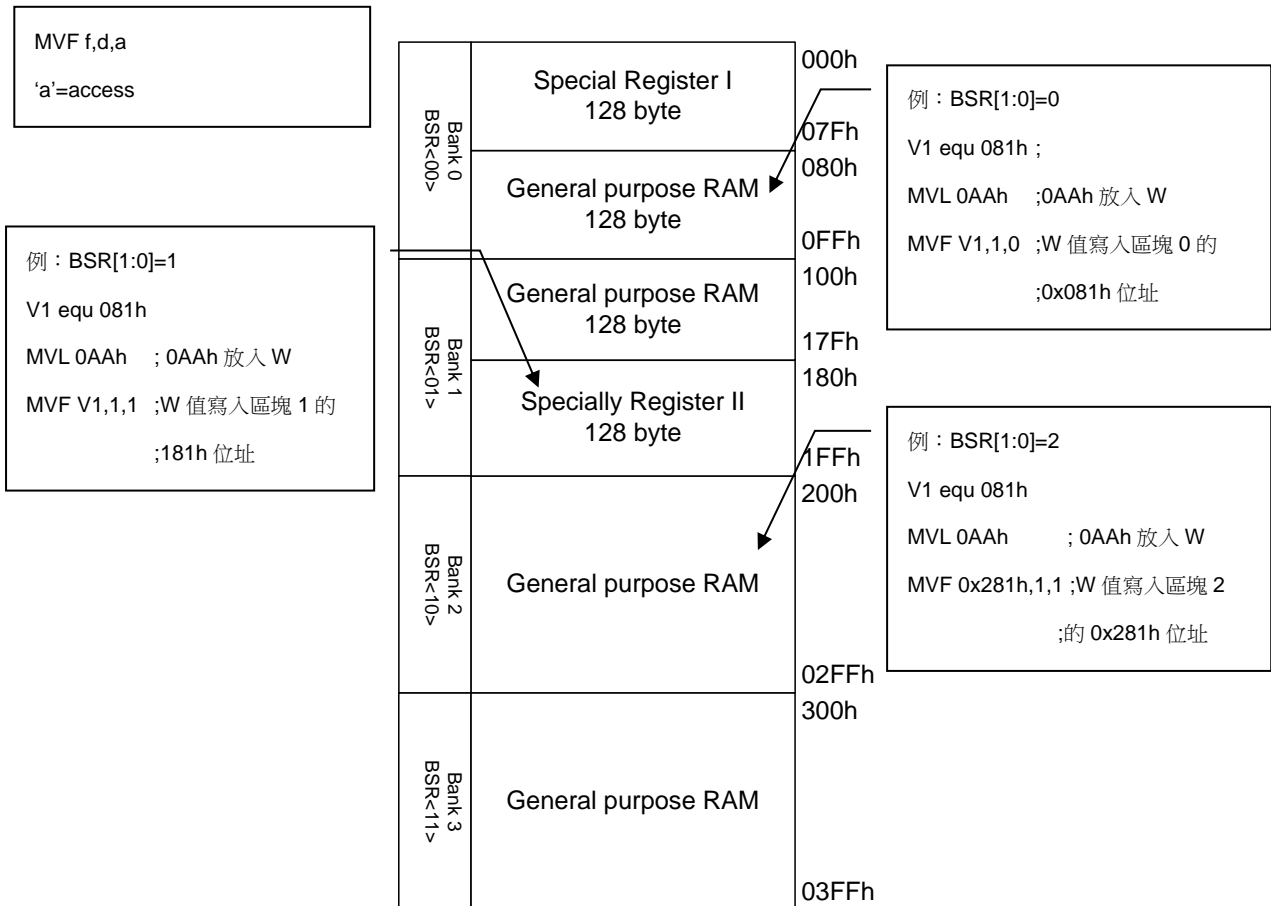 MVF f,d,a
‘a’=access
例：BSR[1:0]=1
V1 equ 081h
MVL 0AAh ; 0AAh 放入 W
MVF V1,1,1 ;W 值寫入區塊 1 的
;181h 位址
Bank 0
BSR<00>
Special Register I
128 byte
000h
07Fh
General purpose RAM
128 byte
080h
0FFh
Bank 1
BSR<01>
General purpose RAM
128 byte
100h
17Fh
Specially Register II
128 byte
180h
1FFh
Bank 2
BSR<10>
General purpose RAM
200h
02FFh
Bank 3
BSR<11>
General purpose RAM
300h
03FFh
例：BSR[1:0]=0
V1 equ 081h ;
MVL 0AAh ;0AAh 放入 W
MVF V1,1,0 ;W 值寫入區塊 0 的
;0x081h 位址
例：BSR[1:0]=2
V1 equ 081h
MVL 0AAh ; 0AAh 放入 W
MVF 0x281h,1,1 ;W 值寫入區塊 2
;的 0x281h 位址